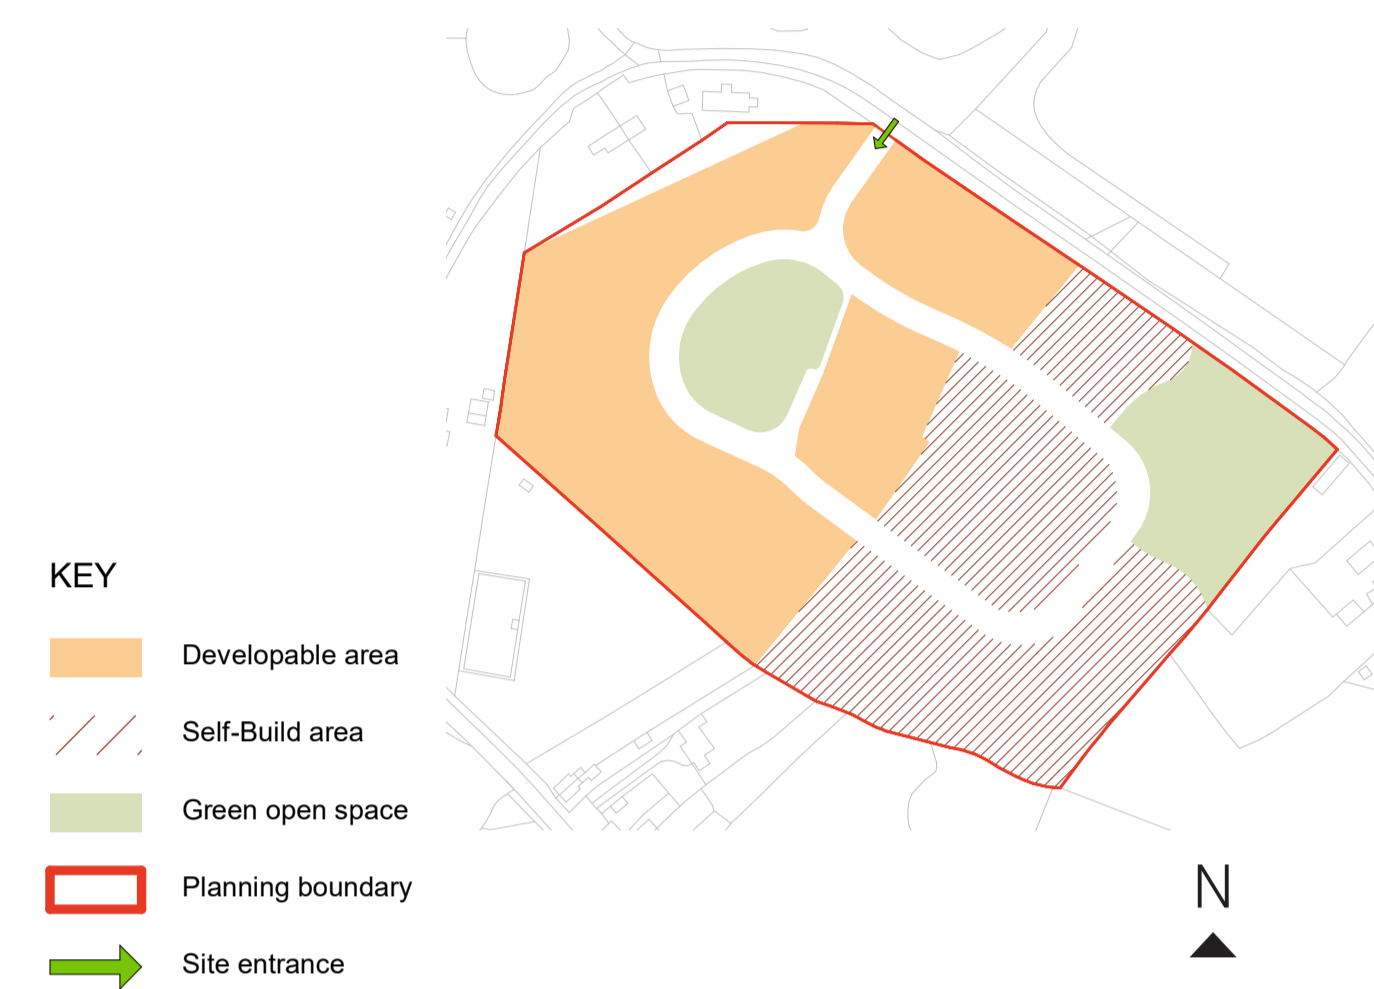 KEY
Developable area
Self-Build area
Green open space
Planning boundary
Site entrance
N